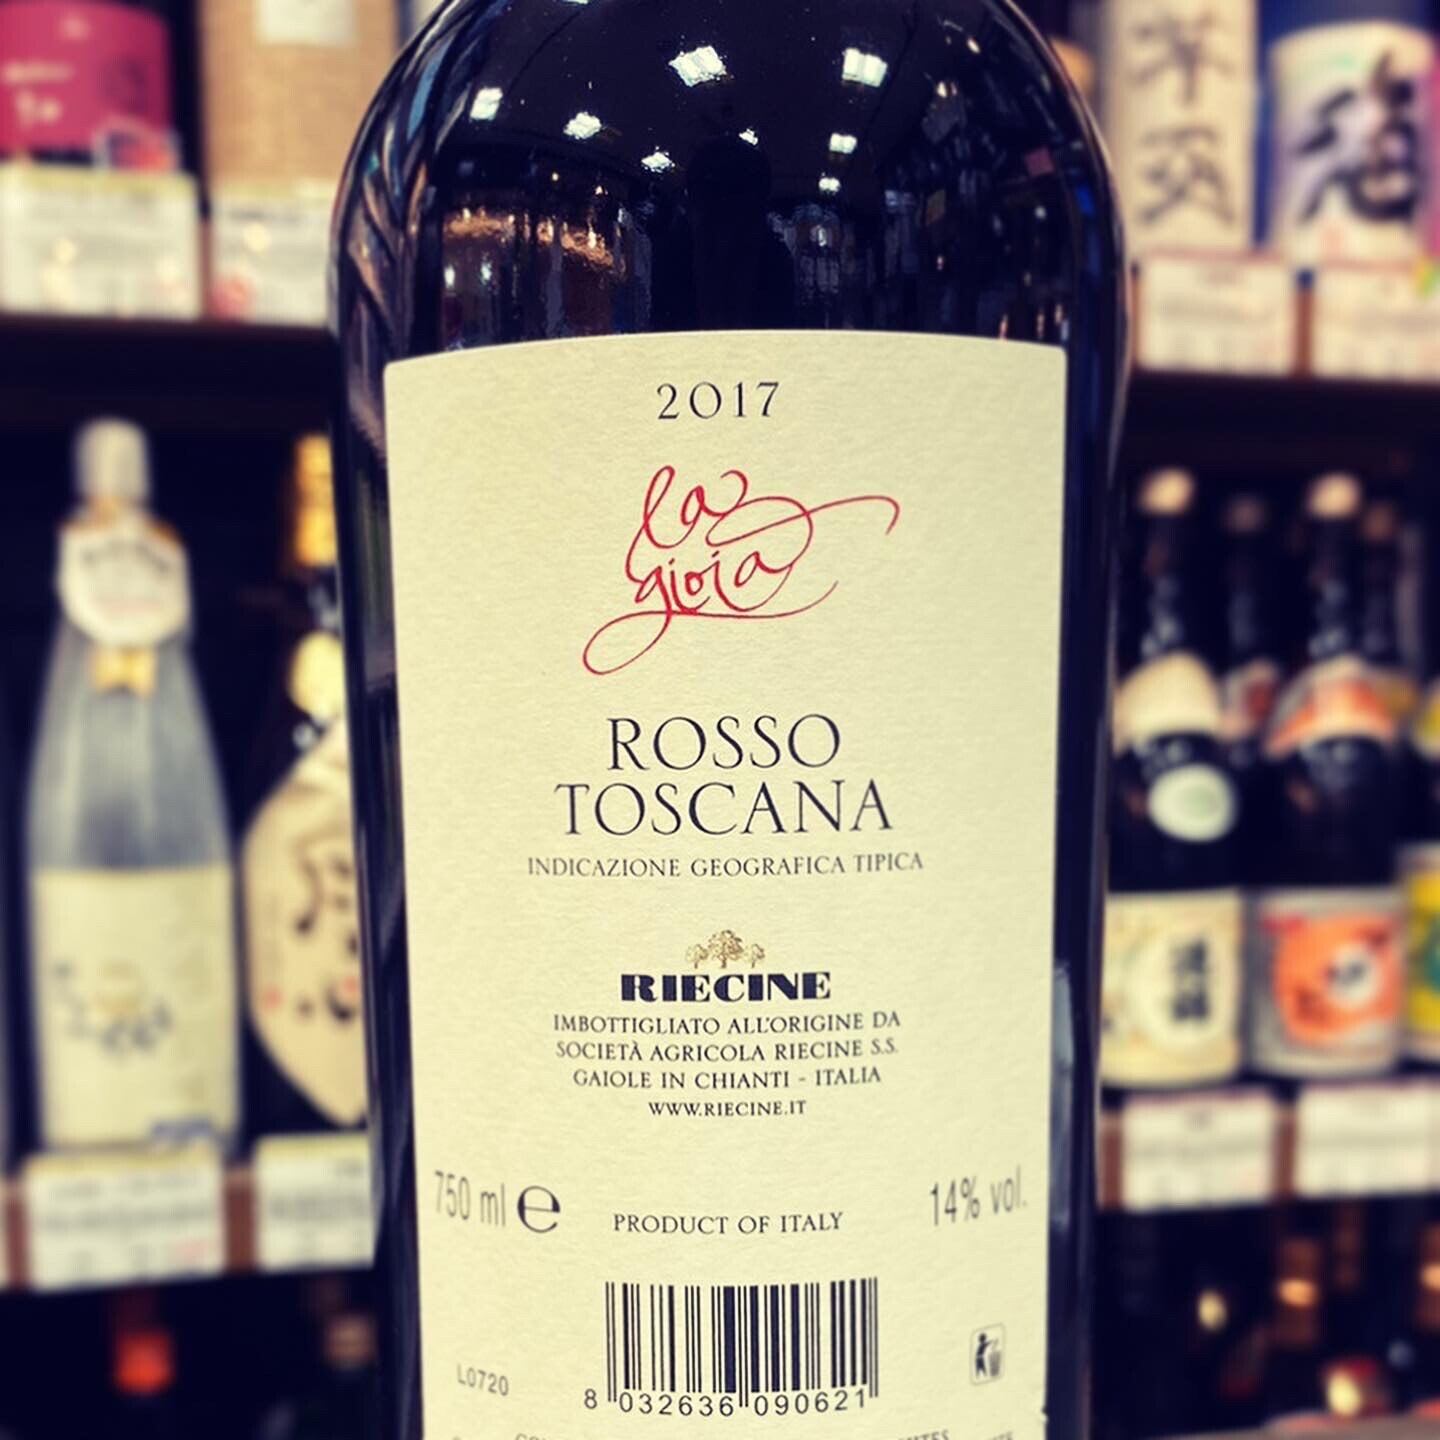 2017
la
gioia
ROSSO
TOSCANA
INDICAZIONE GEOGRAFICA TIPICA
RIECINE
IMBOTTIGLIATO ALL'ORIGINE DA
SOCIETÀ AGRICOLA RIECINE S.S.
GAIOLE IN CHIANTI - ITALIA
WWW.RIECINE.IT
750 ml e PRODUCT OF ITALY 14% vol.
L0720
8 032636 090621